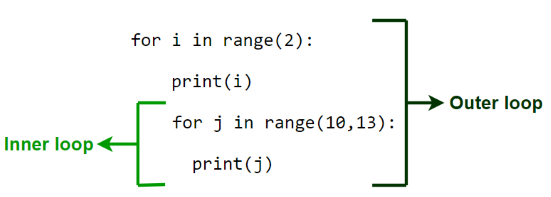 for i in range(2):
print(i)
Outer loop
for j in range(10,13):
Inner loop
print(j)